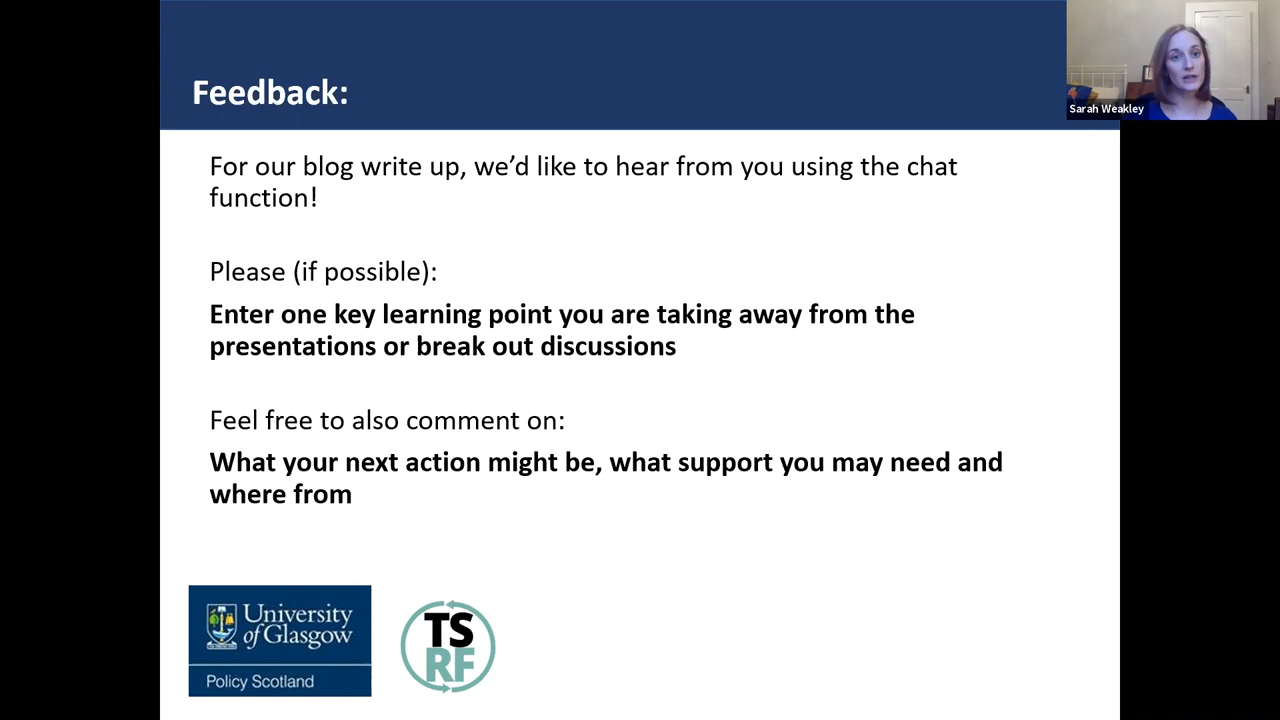 Feedback:
Sarah Weakley
For our blog write up, we’d like to hear from you using the chat
function!
Please (if possible):
Enter one key learning point you are taking away from the
presentations or break out discussions
Feel free to also comment on:
What your next action might be, what support you may need and
where from
University
of Glasgow
Policy Scotland
TS
RF